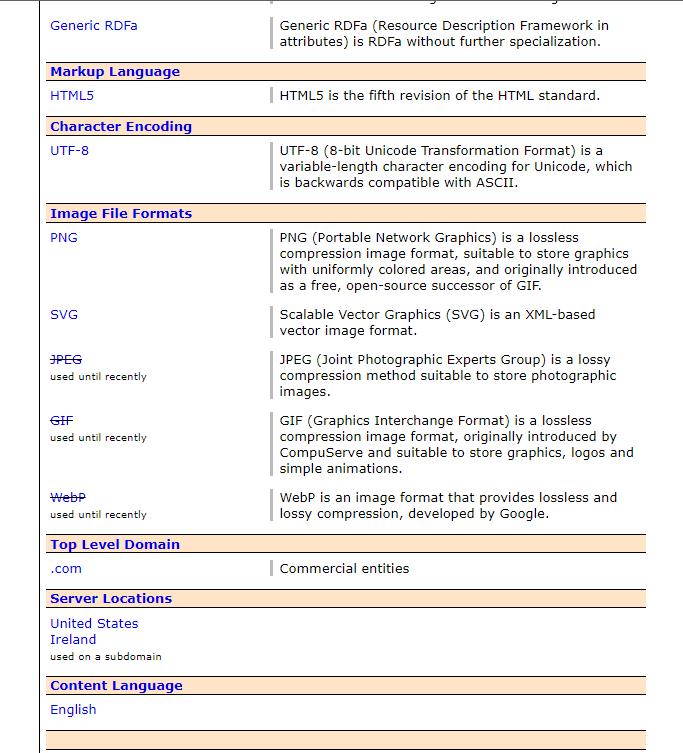 Generic RDFa
Generic RDFa (Resource Description Framework in
attributes) is RDFa without further specialization.
Markup Language
HTML5
HTML5 is the fifth revision of the HTML standard.
Character Encoding
UTF-8
UTF-8 (8-bit Unicode Transformation Format) is a
variable-length character encoding for Unicode, which
is backwards compatible with ASCII.
Image File Formats
PNG
PNG (Portable Network Graphics) is a lossless
compression image format, suitable to store graphics
with uniformly colored areas, and originally introduced
as a free, open-source successor of GIF.
SVG
Scalable Vector Graphics (SVG) is an XML-based
vector image format.
JPEG
used until recently
JPEG (Joint Photographic Experts Group) is a lossy
compression method suitable to store photographic
images.
GIF
used until recently
GIF (Graphics Interchange Format) is a lossless
compression image format, originally introduced by
CompuServe and suitable to store graphics, logos and
simple animations.
WebP
used until recently
WebP is an image format that provides lossless and
lossy compression, developed by Google.
Top Level Domain
.com
Commercial entities
Server Locations
United States
Ireland
used on a subdomain
Content Language
English